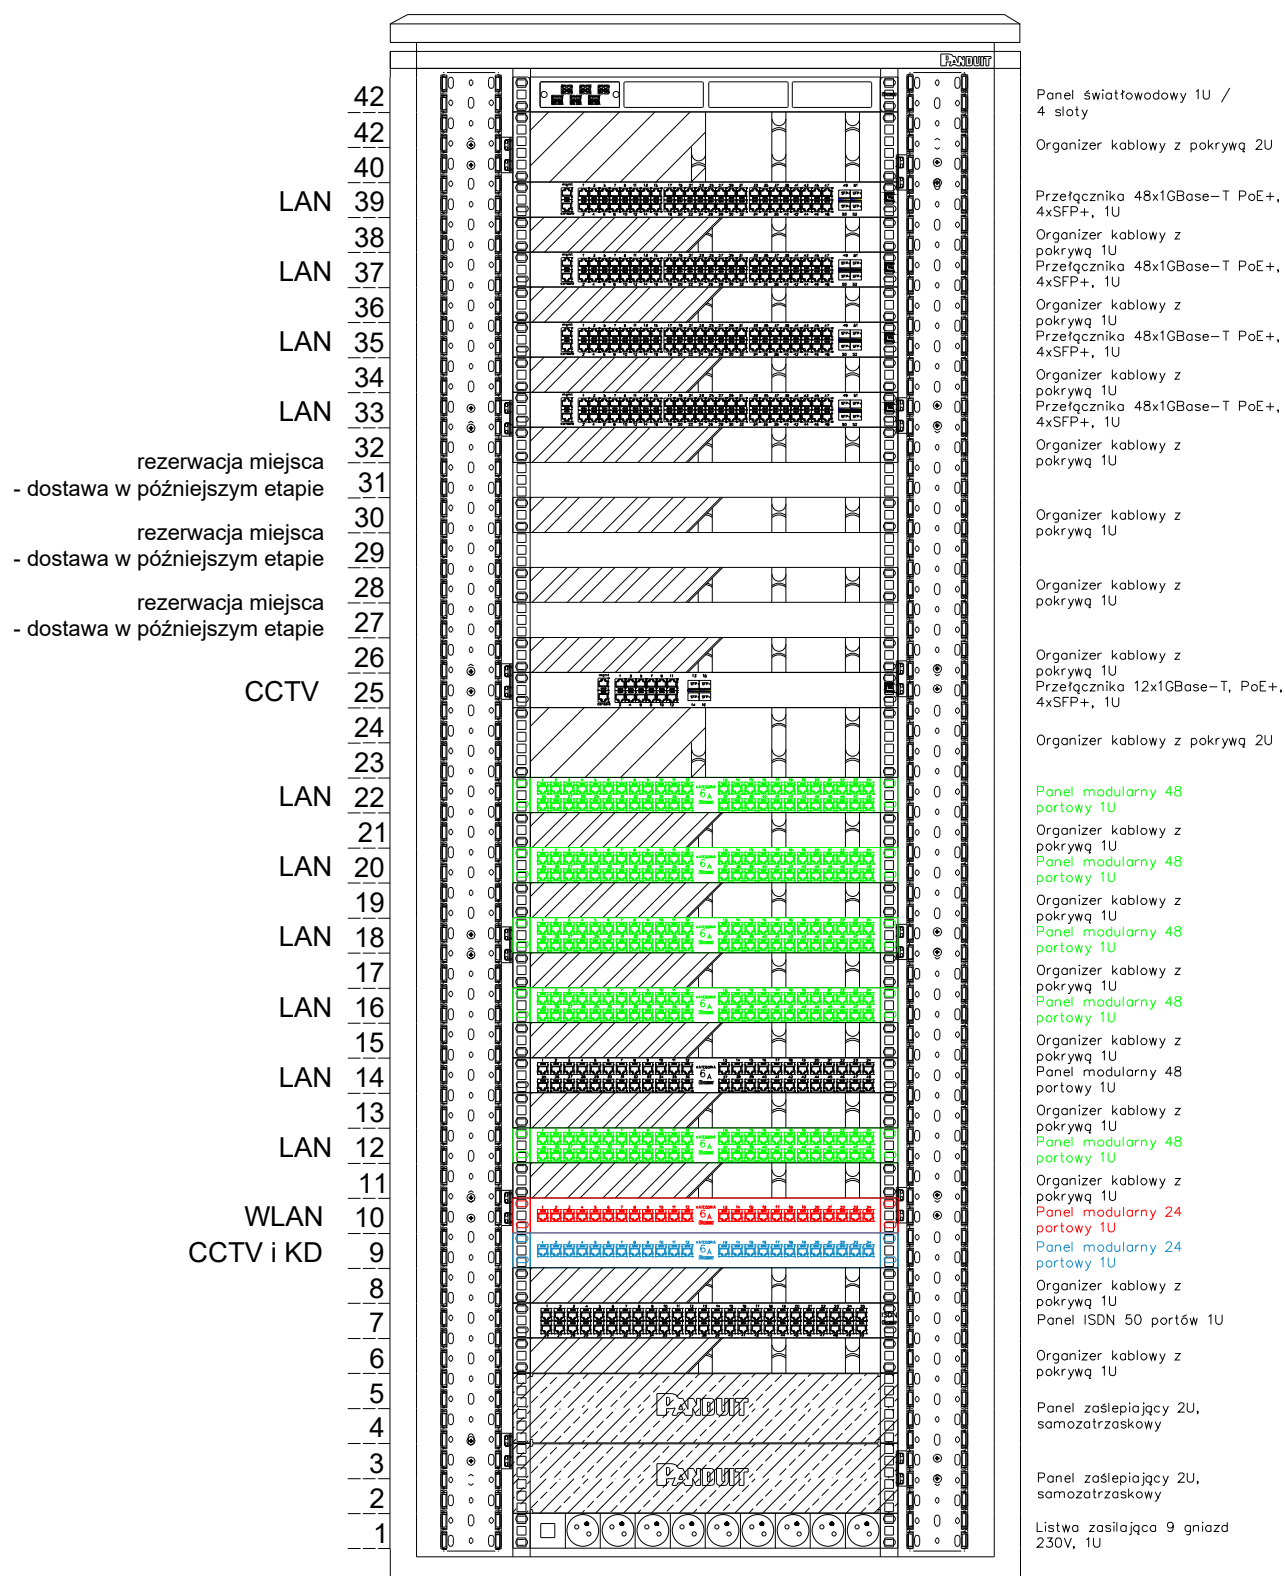 PANDUIT
42
Panel światłowodowy 1U /
4 sloty
42
Organizer kablowy z pokrywą 2U
40
LAN 39
Przełącznika 48x1GBase-T PoE+,
4xSFP+, 1U
38
Organizer kablowy z
pokrywą 1U
LAN 37
Przełącznika 48x1GBase-T PoE+,
4xSFP+, 1U
36
Organizer kablowy z
pokrywą 1U
LAN 35
Przełącznika 48x1GBase-T PoE+,
4xSFP+, 1U
34
Organizer kablowy z
pokrywą 1U
LAN 33
Przełącznika 48x1GBase-T PoE+,
4xSFP+, 1U
32
Organizer kablowy z
pokrywą 1U
rezerwacja miejsca
- dostawa w późniejszym etapie 31
30
Organizer kablowy z
pokrywą 1U
rezerwacja miejsca
- dostawa w późniejszym etapie 29
28
Organizer kablowy z
pokrywą 1U
rezerwacja miejsca
- dostawa w późniejszym etapie 27
26
Organizer kablowy z
pokrywą 1U
CCTV 25
Przełącznika 12x1GBase-T, PoE+,
4xSFP+, 1U
24
Organizer kablowy z pokrywą 2U
23
LAN 22
Panel modularny 48
portowy 1U
21
Organizer kablowy z
pokrywą 1U
LAN 20
Panel modularny 48
portowy 1U
19
Organizer kablowy z
pokrywą 1U
LAN 18
Panel modularny 48
portowy 1U
17
Organizer kablowy z
pokrywą 1U
LAN 16
Panel modularny 48
portowy 1U
15
Organizer kablowy z
pokrywą 1U
LAN 14
Panel modularny 48
portowy 1U
13
Organizer kablowy z
pokrywą 1U
LAN 12
Panel modularny 48
portowy 1U
11
Organizer kablowy z
pokrywą 1U
WLAN 10
Panel modularny 24
portowy 1U
CCTV i KD 9
Panel modularny 24
portowy 1U
8
Organizer kablowy z
pokrywą 1U
7
Panel ISDN 50 portów 1U
6
Organizer kablowy z
pokrywą 1U
5
PANDUIT
Panel zaślepiający 2U,
samozatrzaskowy
4
3
PANDUIT
Panel zaślepiający 2U,
samozatrzaskowy
2
1
Listwa zasilająca 9 gniazd
230V, 1U